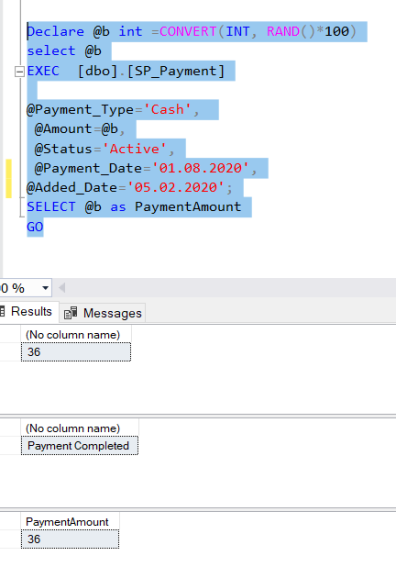 Declare @b int =CONVERT(INT, RAND()*100)
select @b
EXEC [dbo].[SP_Payment]
@Payment_Type='Cash',
@Amount=@b,
@Status='Active',
@Payment_Date='01.08.2020',
@Added_Date='05.02.2020';
SELECT @b as PaymentAmount
GO
0 %
Results Messages
(No column name)
36
(No column name)
Payment Completed
PaymentAmount
36